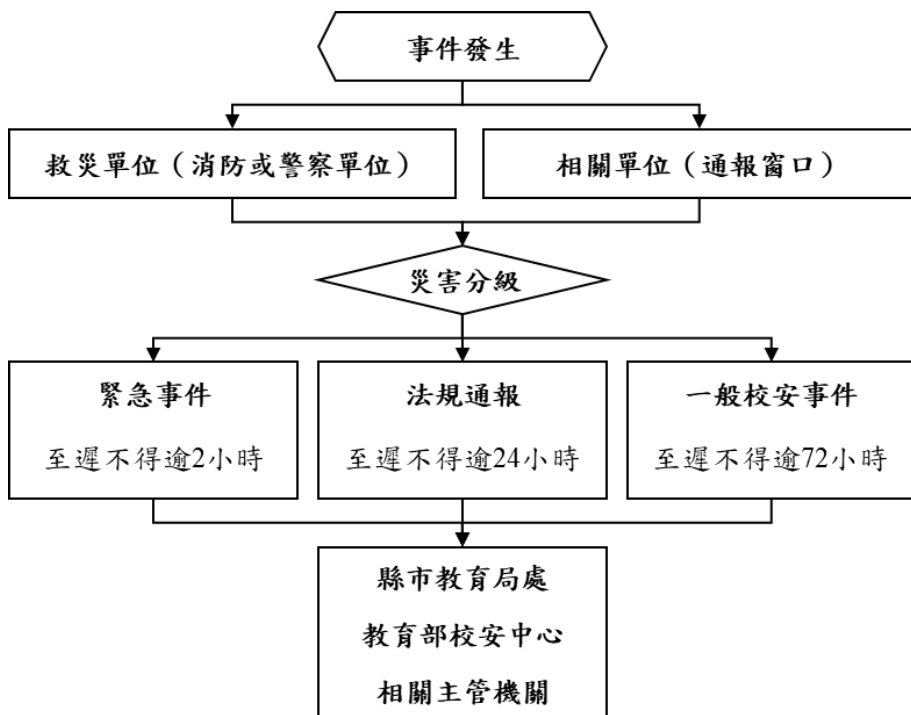 事件發生
救災單位（消防或警察單位）
相關單位（通報窗口）
災害分級
緊急事件
至遲不得逾2小時
法規通報
至遲不得逾24小時
一般校安事件
至遲不得逾72小時
縣市教育局處
教育部校安中心
相關主管機關